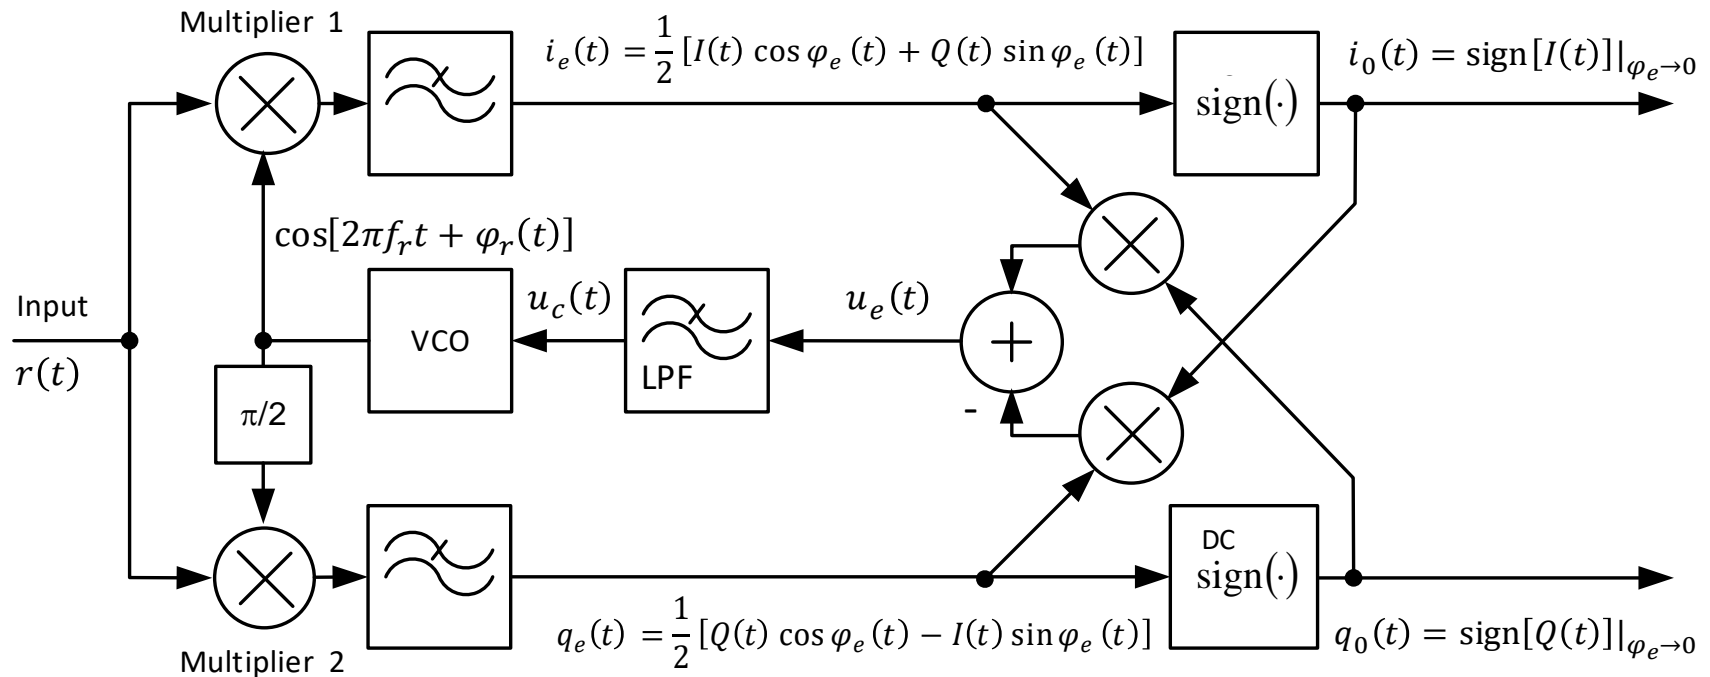 Multiplier 1
i_e(t) = 1/2 [I(t) cos φ_e (t) + Q(t) sin φ_e (t)]
i_0(t) = sign[I(t)]|_{φ_e→0}
sign(·)
cos[2πf_r t + φ_r(t)]
Input
r(t)
VCO
u_c(t)
LPF
u_e(t)
+
π/2
-
DC
sign(·)
q_e(t) = 1/2 [Q(t) cos φ_e (t) − I(t) sin φ_e (t)]
q_0(t) = sign[Q(t)]|_{φ_e→0}
Multiplier 2